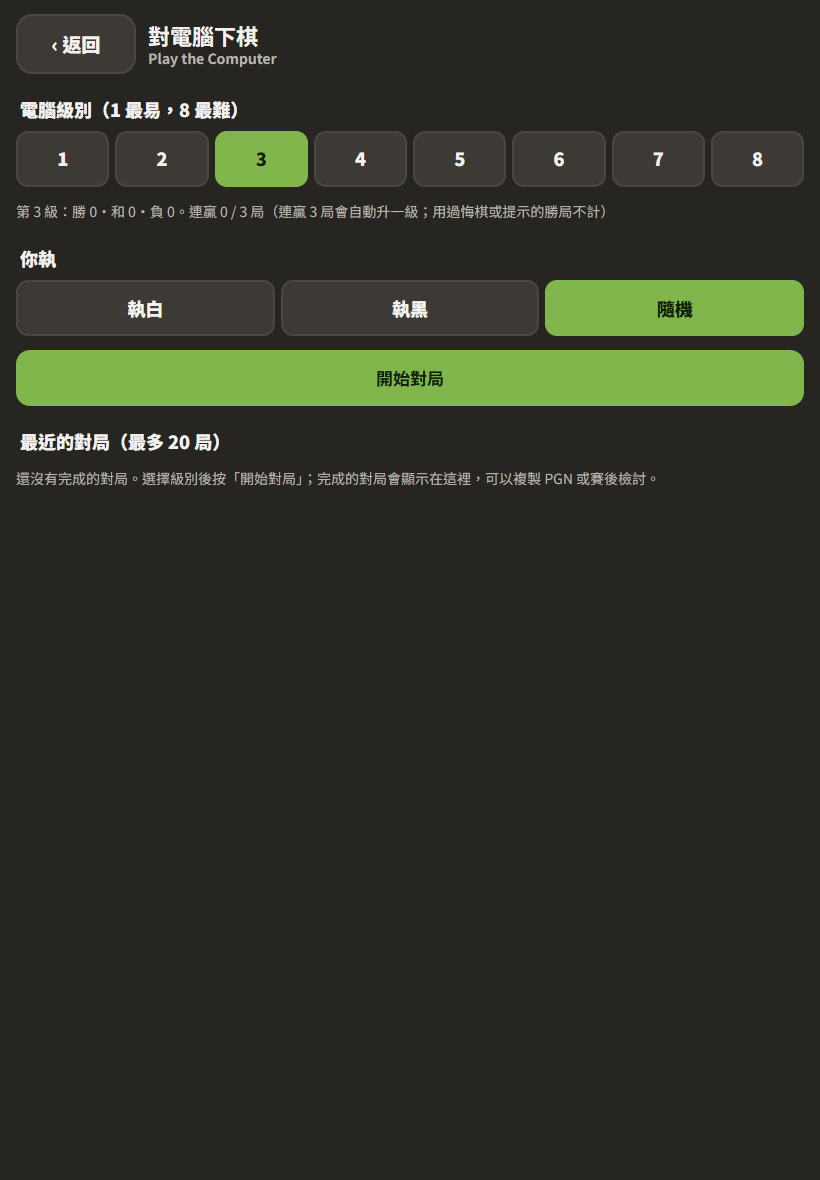 ‹ 返回
對電腦下棋
Play the Computer
電腦級別（1 最易，8 最難）
1 2 3 4 5 6 7 8
第 3 級：勝 0・和 0・負 0。連贏 0 / 3 局（連贏 3 局會自動升一級；用過悔棋或提示的勝局不計）
你執
執白 執黑 隨機
開始對局
最近的對局（最多 20 局）
還沒有完成的對局。選擇級別後按「開始對局」；完成的對局會顯示在這裡，可以複製 PGN 或賽後檢討。